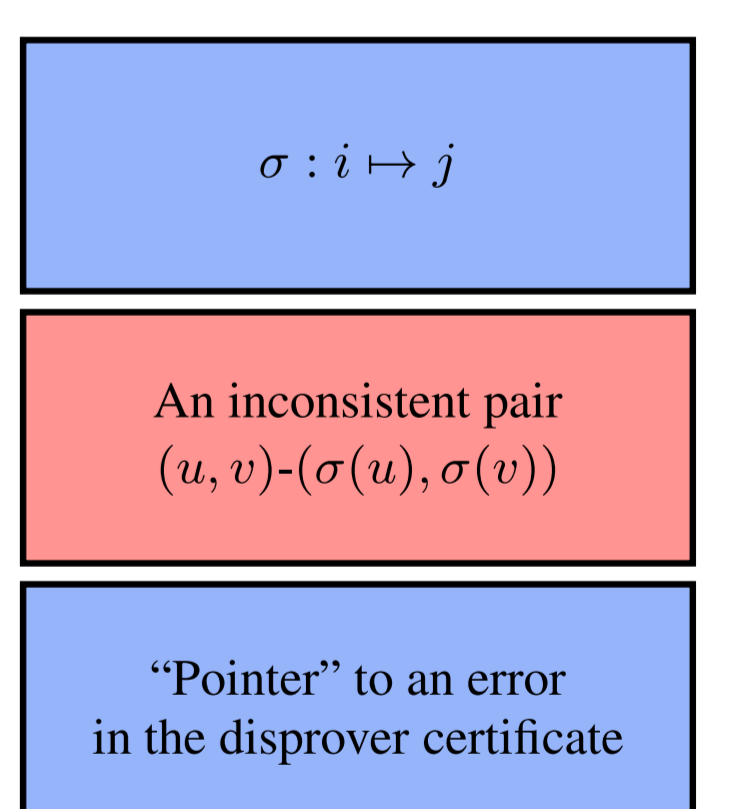 σ : i ↦ j
An inconsistent pair
(u, v)-(σ(u), σ(v))
“Pointer” to an error
in the disprover certificate